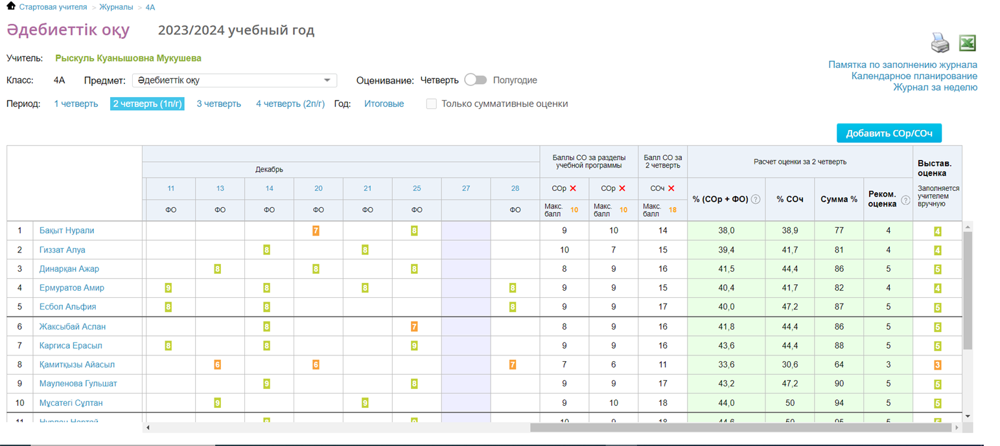 Стартовая учителя > Журналы > 4А
Әдебиеттік оқу 2023/2024 учебный год
Учитель: Рыскуль Куанышовна Мукушева
Памятка по заполнению журнала
Календарное планирование
Журнал за неделю
Класс: 4А Предмет: Әдебиеттік оқу Оценивание: Четверть Полугодие
Период: 1 четверть 2 четверть (1п/г) 3 четверть 4 четверть (2п/г) Год: Итоговые Только суммативные оценки
Добавить СОр/СОч
Декабрь
Баллы СО за разделы учебной программы
Балл СО за 2 четверть
Расчет оценки за 2 четверть
Выстав. оценка
Заполняется учителем вручную
11 13 14 20 21 25 27 28 СОр СОр СОч
% (СОр + ФО) ? % СОч Сумма % Реком. оценка ?
ФО ФО ФО ФО ФО ФО ФО Макс. балл 10 Макс. балл 10 Макс. балл 18
1 Бақыт Нурали 7 8 9 10 14 38,0 38,9 77 4 4
2 Гиззат Алуа 8 8 10 7 15 39,4 41,7 81 4 4
3 Динарқан Ажар 8 8 8 8 9 16 41,5 44,4 86 5 5
4 Ермуратов Амир 9 8 8 8 9 9 15 40,4 41,7 82 4 4
5 Есбол Альфия 8 8 8 9 9 17 40,0 47,2 87 5 5
6 Жаксыбай Аслан 8 7 8 9 16 41,8 44,4 86 5 5
7 Каргиса Ерасыл 8 8 9 9 9 16 43,6 44,4 88 5 5
8 Қамитқызы Айасыл 6 6 7 7 6 11 33,6 30,6 64 3 3
9 Мауленова Гульшат 9 8 9 9 17 43,2 47,2 90 5 5
10 Мұсатегі Сұлтан 9 9 9 10 18 44,0 50 94 5 5